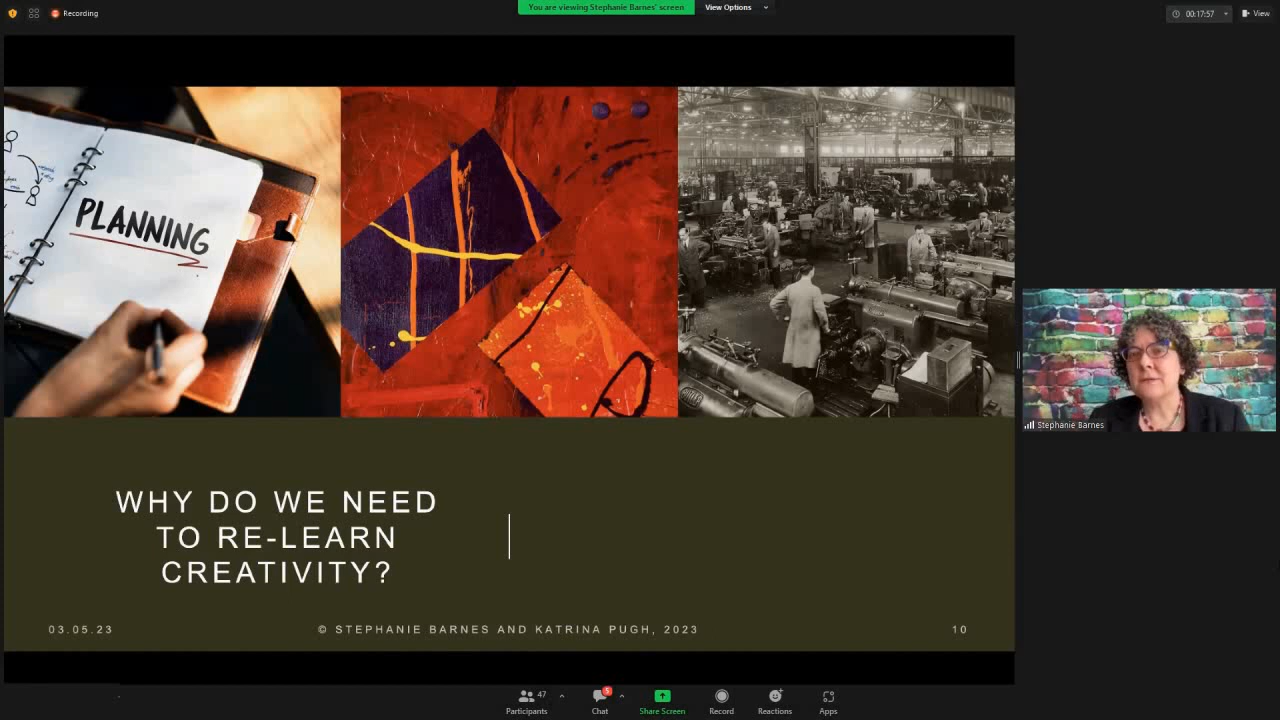 Recording
You are viewing Stephanie Barnes' screen
View Options
00:17:57
View
PLANNING
WHY DO WE NEED
TO RE-LEARN
CREATIVITY?
03.05.23
© STEPHANIE BARNES AND KATRINA PUGH, 2023
10
Stephanie Barnes
47
Participants
5
Chat
Share Screen
Record
Reactions
Apps